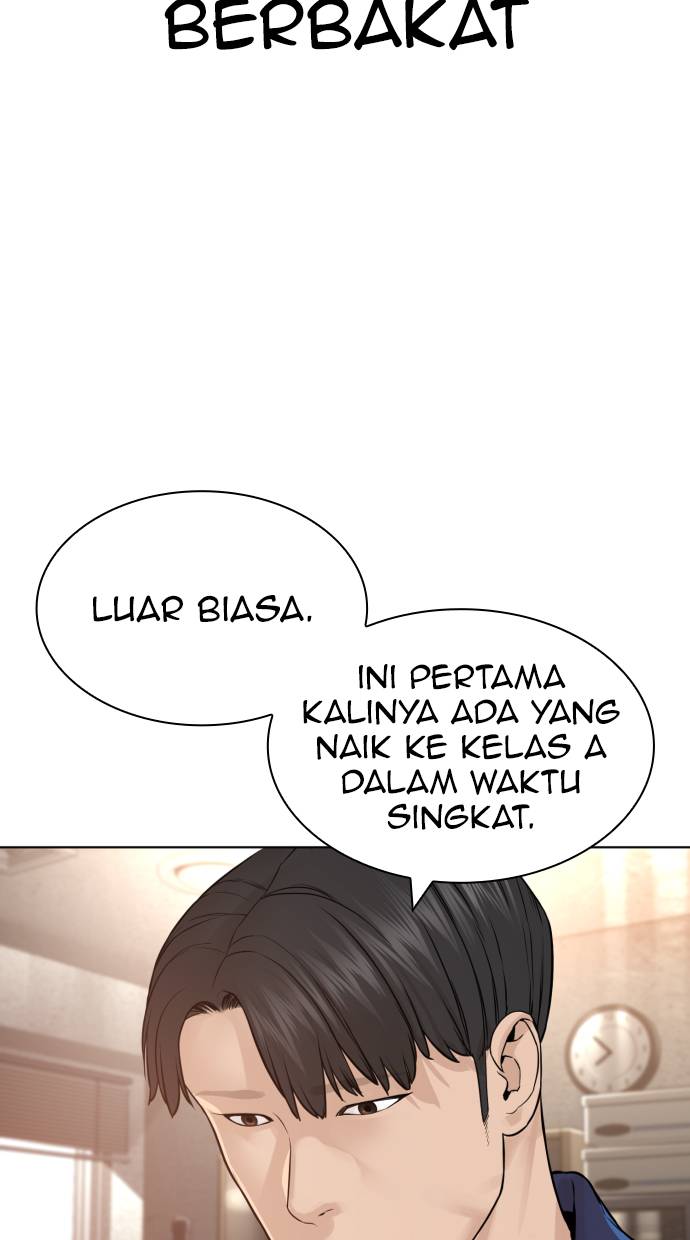 BERBAKAT
LUAR BIASA.
INI PERTAMA
KALINYA ADA YANG
NAIK KE KELAS A
DALAM WAKTU
SINGKAT.